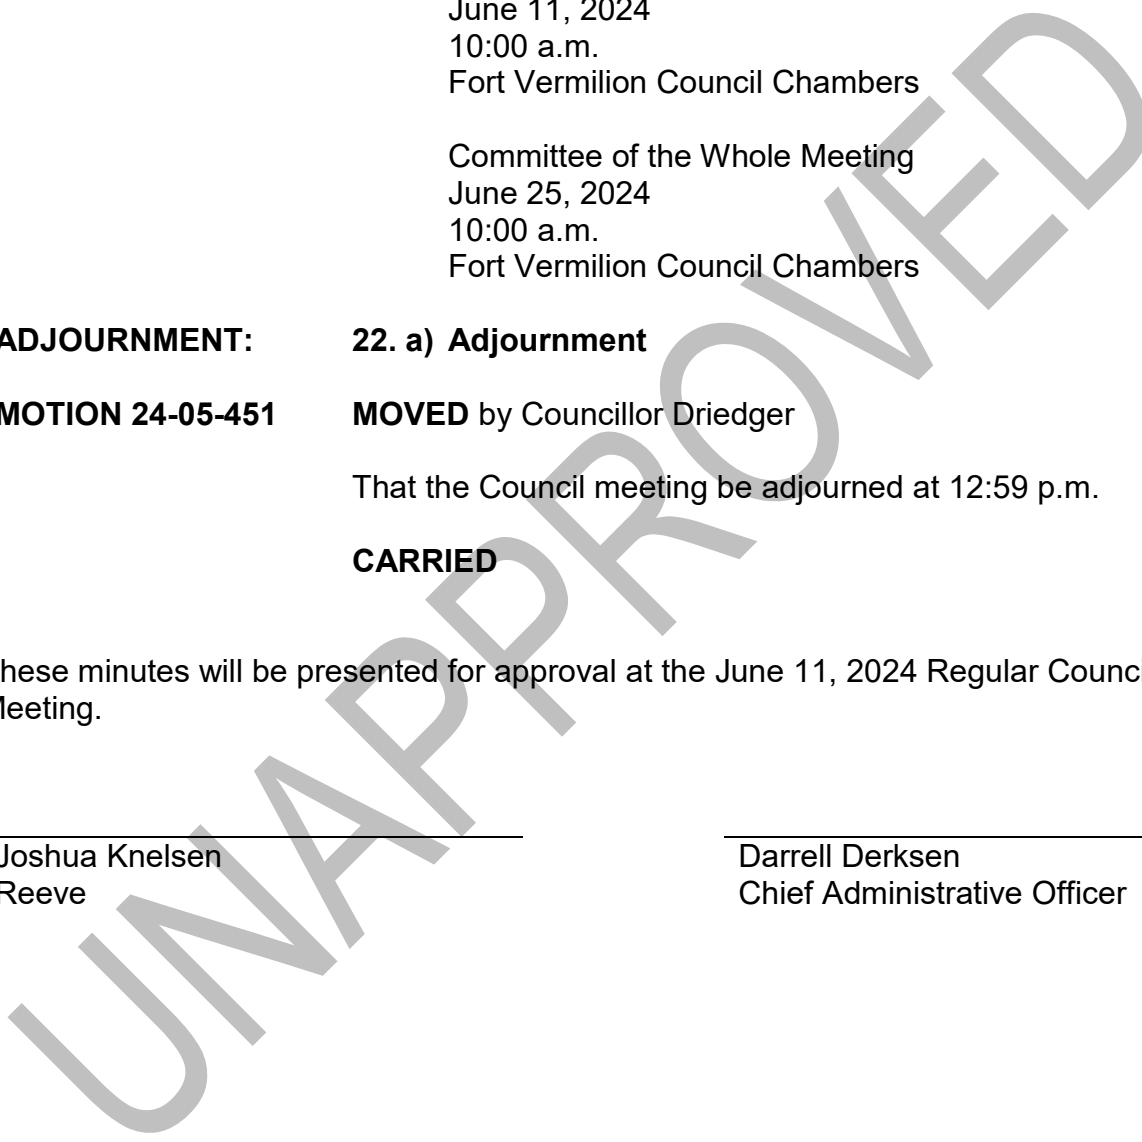 June 11, 2024
10:00 a.m.
Fort Vermilion Council Chambers
Committee of the Whole Meeting
June 25, 2024
10:00 a.m.
Fort Vermilion Council Chambers
ADJOURNMENT: 22. a) Adjournment
MOTION 24-05-451 MOVED by Councillor Driedger
That the Council meeting be adjourned at 12:59 p.m.
CARRIED
hese minutes will be presented for approval at the June 11, 2024 Regular Counci
Meeting.
Joshua Knelsen Darrell Derksen
Reeve Chief Administrative Officer
UNAPPROVED